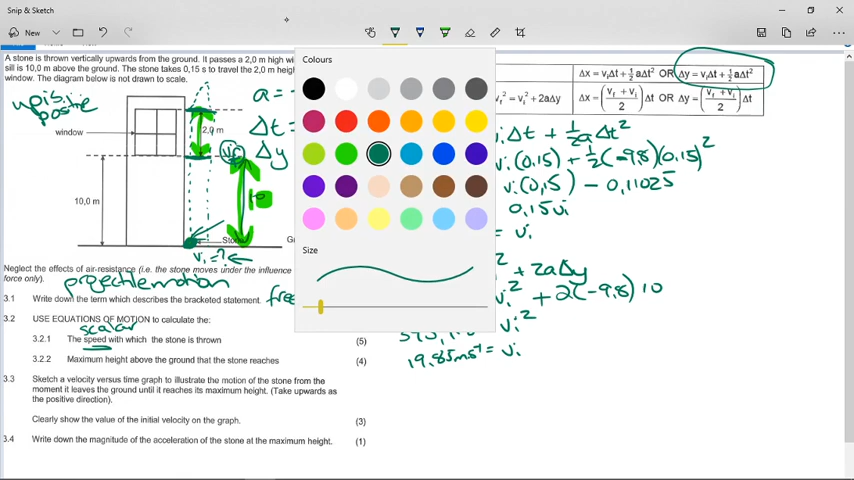 Snip & Sketch
New
A stone is thrown vertically upwards from the ground. It passes a 2,0 m high wi
sill is 10,0 m above the ground. The stone takes 0,15 s to travel the 2,0 m heig
window. The diagram below is not drawn to scale.
up is
positive
window
2,0 m
10,0 m
vi
10
a = -
Δt =
Δy
Stone
G
vi = ?
Colours
Size
Δx = viΔt + ½aΔt² OR Δy = viΔt + ½aΔt²
vf² = vi² + 2aΔy
Δx = (vf + vi / 2) Δt OR Δy = (vf + vi / 2) Δt
viΔt + ½aΔt²
vi(0,15) + ½(-9,8)(0,15)²
vi(0,15) - 0,11025
0,15vi
= vi
² + 2aΔy
vi² + 2(-9,8)10
vi²
19,85ms⁻¹ = vi
Neglect the effects of air-resistance (i.e. the stone moves under the influence
force only).
projectile motion
3.1 Write down the term which describes the bracketed statement.
free
3.2 USE EQUATIONS OF MOTION to calculate the:
scalar
3.2.1 The speed with which the stone is thrown (5)
3.2.2 Maximum height above the ground that the stone reaches (4)
3.3 Sketch a velocity versus time graph to illustrate the motion of the stone from the
moment it leaves the ground until it reaches its maximum height. (Take upwards as
the positive direction).
Clearly show the value of the initial velocity on the graph. (3)
3.4 Write down the magnitude of the acceleration of the stone at the maximum height. (1)